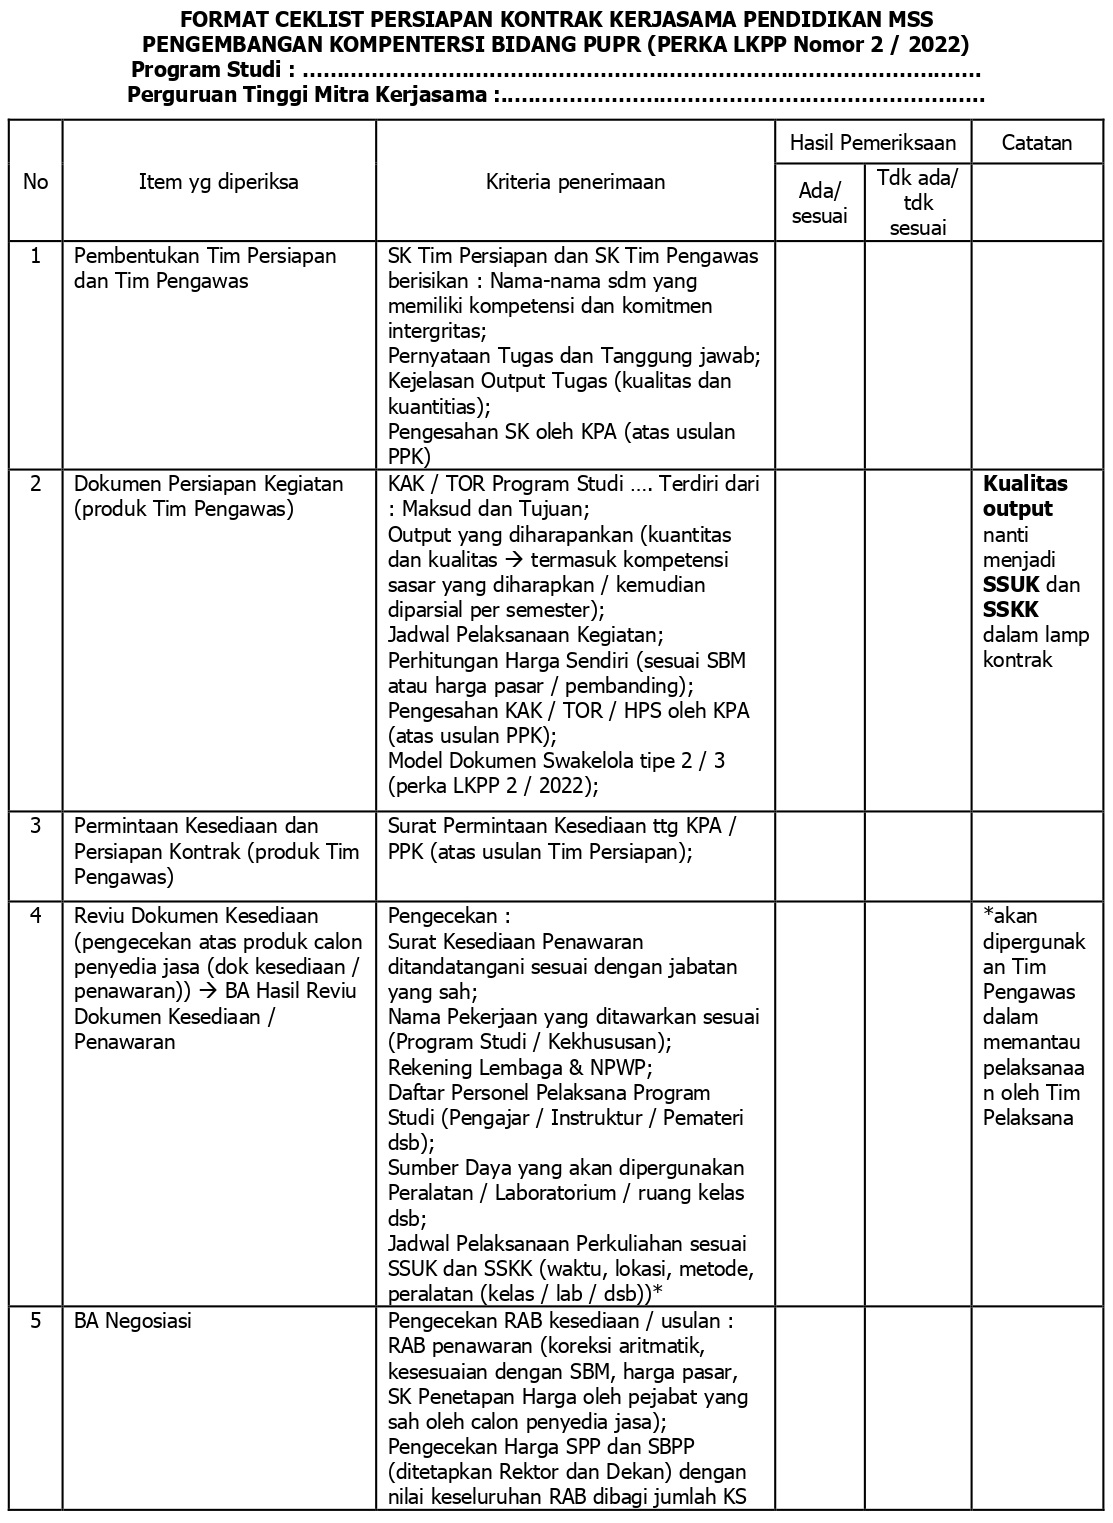 FORMAT CEKLIST PERSIAPAN KONTRAK KERJASAMA PENDIDIKAN MSS
PENGEMBANGAN KOMPENTERSI BIDANG PUPR (PERKA LKPP Nomor 2 / 2022)
Program Studi : ……………………………………………………………………………………….
Perguruan Tinggi Mitra Kerjasama :……………………………………………………………..
No
Item yg diperiksa
Kriteria penerimaan
Hasil Pemeriksaan
Catatan
Ada/
sesuai
Tdk ada/
tdk
sesuai
1
Pembentukan Tim Persiapan
dan Tim Pengawas
SK Tim Persiapan dan SK Tim Pengawas
berisikan : Nama-nama sdm yang
memiliki kompetensi dan komitmen
intergritas;
Pernyataan Tugas dan Tanggung jawab;
Kejelasan Output Tugas (kualitas dan
kuantitias);
Pengesahan SK oleh KPA (atas usulan
PPK)
2
Dokumen Persiapan Kegiatan
(produk Tim Pengawas)
KAK / TOR Program Studi …. Terdiri dari
: Maksud dan Tujuan;
Output yang diharapankan (kuantitas
dan kualitas → termasuk kompetensi
sasar yang diharapkan / kemudian
diparsial per semester);
Jadwal Pelaksanaan Kegiatan;
Perhitungan Harga Sendiri (sesuai SBM
atau harga pasar / pembanding);
Pengesahan KAK / TOR / HPS oleh KPA
(atas usulan PPK);
Model Dokumen Swakelola tipe 2 / 3
(perka LKPP 2 / 2022);
Kualitas
output
nanti
menjadi
SSUK dan
SSKK
dalam lamp
kontrak
3
Permintaan Kesediaan dan
Persiapan Kontrak (produk Tim
Pengawas)
Surat Permintaan Kesediaan ttg KPA /
PPK (atas usulan Tim Persiapan);
4
Reviu Dokumen Kesediaan
(pengecekan atas produk calon
penyedia jasa (dok kesediaan /
penawaran)) → BA Hasil Reviu
Dokumen Kesediaan /
Penawaran
Pengecekan :
Surat Kesediaan Penawaran
ditandatangani sesuai dengan jabatan
yang sah;
Nama Pekerjaan yang ditawarkan sesuai
(Program Studi / Kekhususan);
Rekening Lembaga & NPWP;
Daftar Personel Pelaksana Program
Studi (Pengajar / Instruktur / Pemateri
dsb);
Sumber Daya yang akan dipergunakan
Peralatan / Laboratorium / ruang kelas
dsb;
Jadwal Pelaksanaan Perkuliahan sesuai
SSUK dan SSKK (waktu, lokasi, metode,
peralatan (kelas / lab / dsb))*
*akan
dipergunak
an Tim
Pengawas
dalam
memantau
pelaksanaa
n oleh Tim
Pelaksana
5
BA Negosiasi
Pengecekan RAB kesediaan / usulan :
RAB penawaran (koreksi aritmatik,
kesesuaian dengan SBM, harga pasar,
SK Penetapan Harga oleh pejabat yang
sah oleh calon penyedia jasa);
Pengecekan Harga SPP dan SBPP
(ditetapkan Rektor dan Dekan) dengan
nilai keseluruhan RAB dibagi jumlah KS